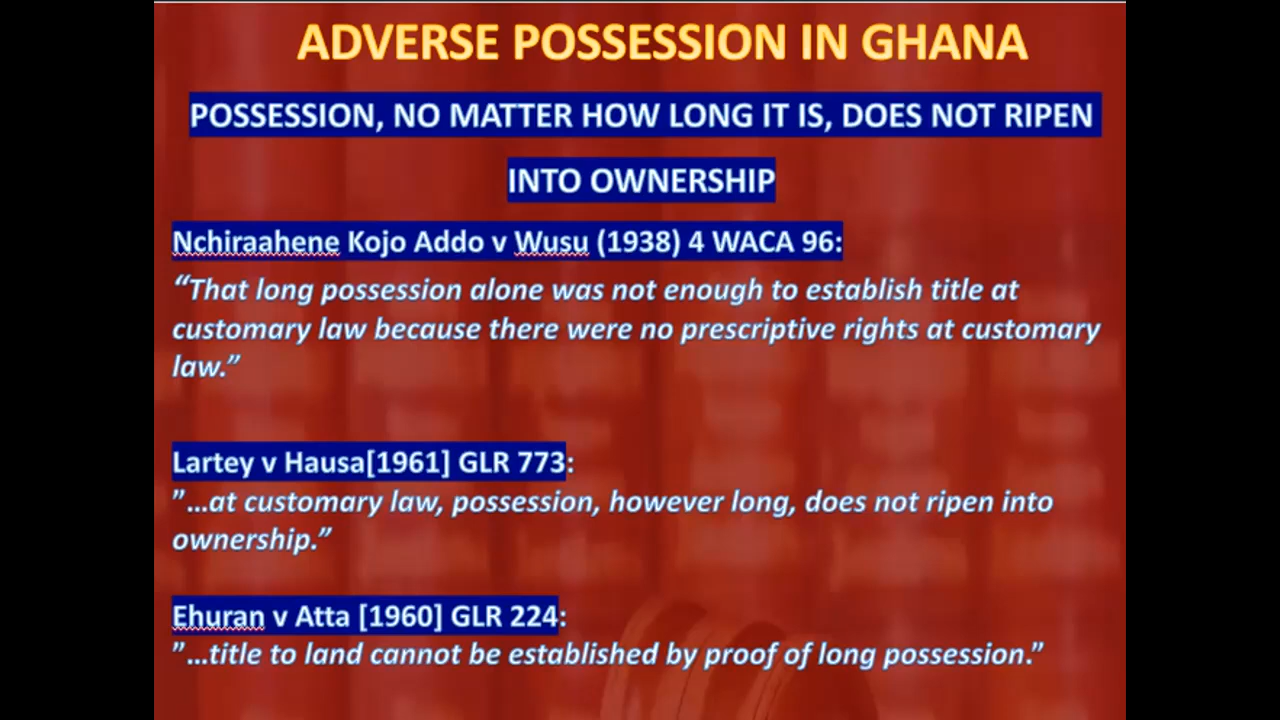 ADVERSE POSSESSION IN GHANA
POSSESSION, NO MATTER HOW LONG IT IS, DOES NOT RIPEN
INTO OWNERSHIP
Nchiraahene Kojo Addo v Wusu (1938) 4 WACA 96:
“That long possession alone was not enough to establish title at
customary law because there were no prescriptive rights at customary
law.”
Lartey v Hausa[1961] GLR 773:
”...at customary law, possession, however long, does not ripen into
ownership.”
Ehuran v Atta [1960] GLR 224:
”...title to land cannot be established by proof of long possession.”